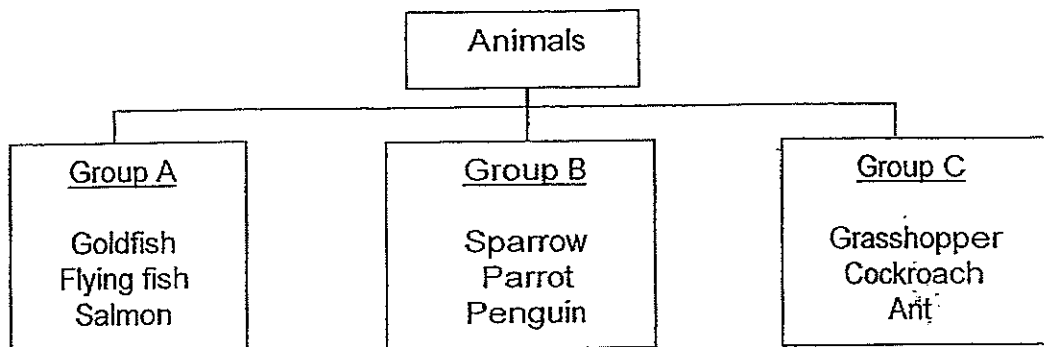 Animals
Group A
Goldfish
Flying fish
Salmon
Group B
Sparrow
Parrot
Penguin
Group C
Grasshopper
Cockroach
Ant